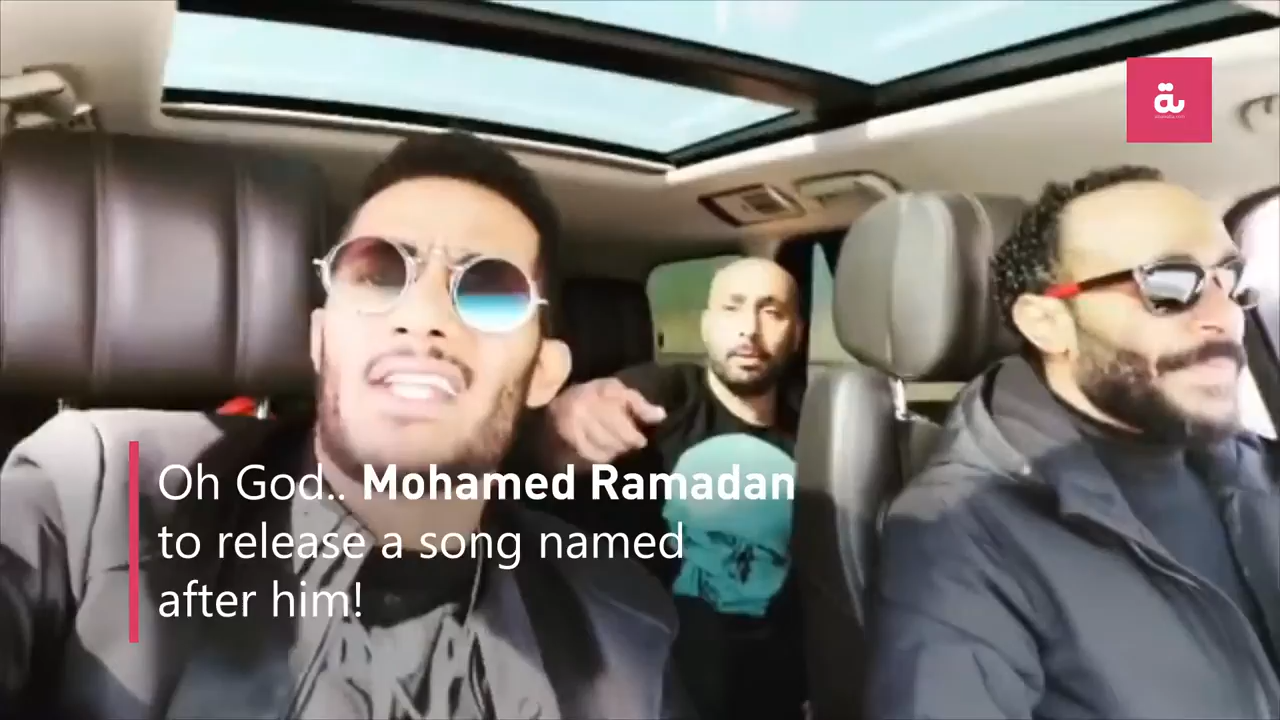 ة
Oh God.. Mohamed Ramadan
to release a song named
after him!